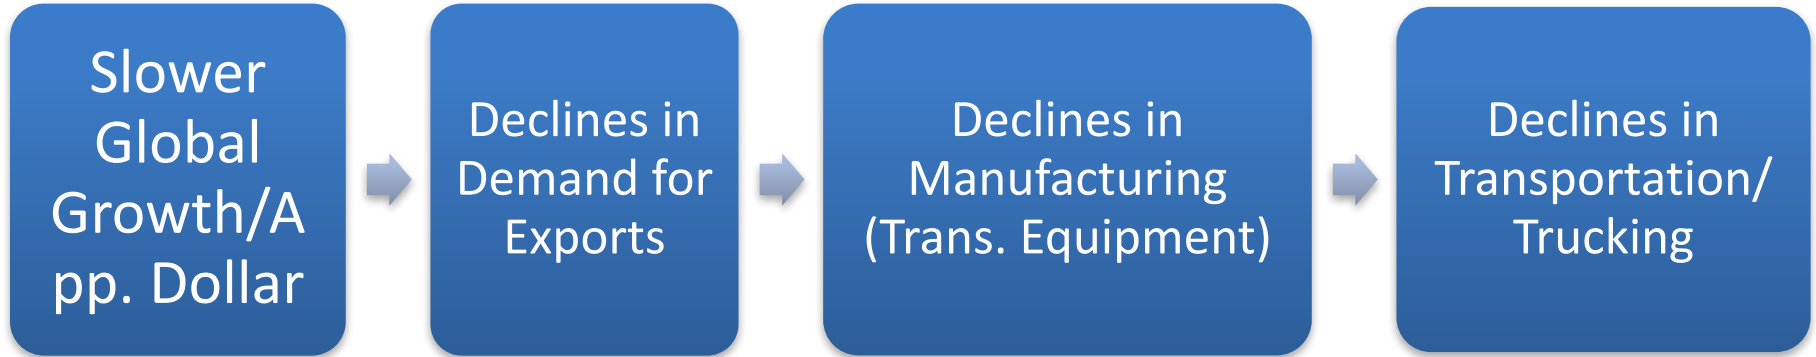 Slower
Global
Growth/A
pp. Dollar
Declines in
Demand for
Exports
Declines in
Manufacturing
(Trans. Equipment)
Declines in
Transportation/
Trucking